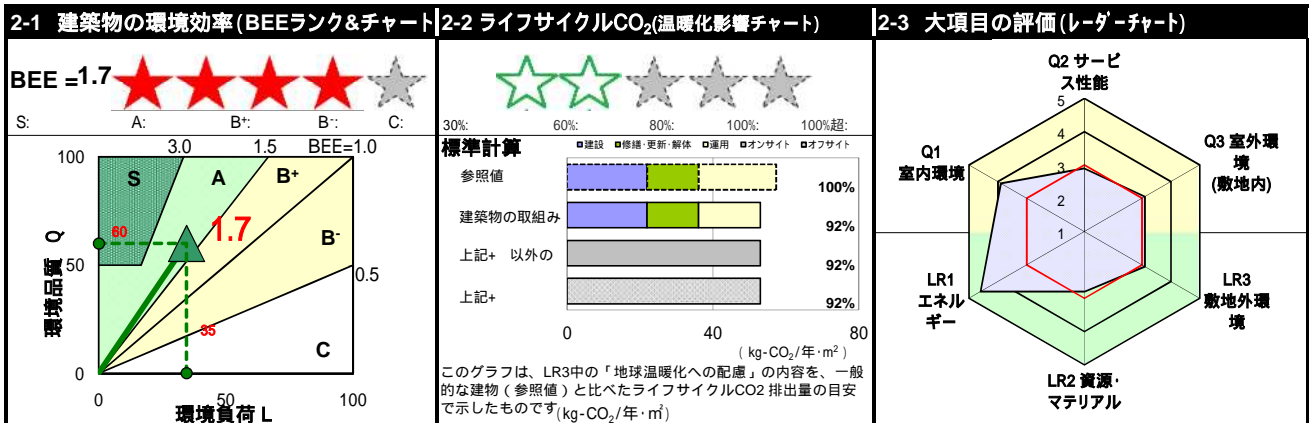 2-1 建築物の環境効率(BEEランク&チャート
BEE =1.7
S: A: B⁺: B⁻: C:
3.0 1.5 BEE=1.0
100
S A B⁺
1.7
60
B⁻
50
0.5
35
C
0
0 50 100
環境品質 Q
環境負荷 L
2-2 ライフサイクルCO₂(温暖化影響チャート)
30%: 60%: 80%: 100%: 100%超:
標準計算
建設 修繕・更新・解体 運用 オンサイト オフサイト
参照値 100%
建築物の取組み 92%
上記+ 以外の 92%
上記+ 92%
0 40 80
( kg-CO₂/年・m² )
このグラフは、LR3中の「地球温暖化への配慮」の内容を、一般
的な建物(参照値)と比べたライフサイクルCO2 排出量の目安
で示したものです(kg-CO₂/年・㎡)
2-3 大項目の評価(レーダーチャート)
Q2 サービ
ス性能
5
4
3
2
1
Q1
室内環境
Q3 室外環
境
(敷地内)
LR1
エネル
ギー
LR3
敷地外環
境
LR2 資源・
マテリアル